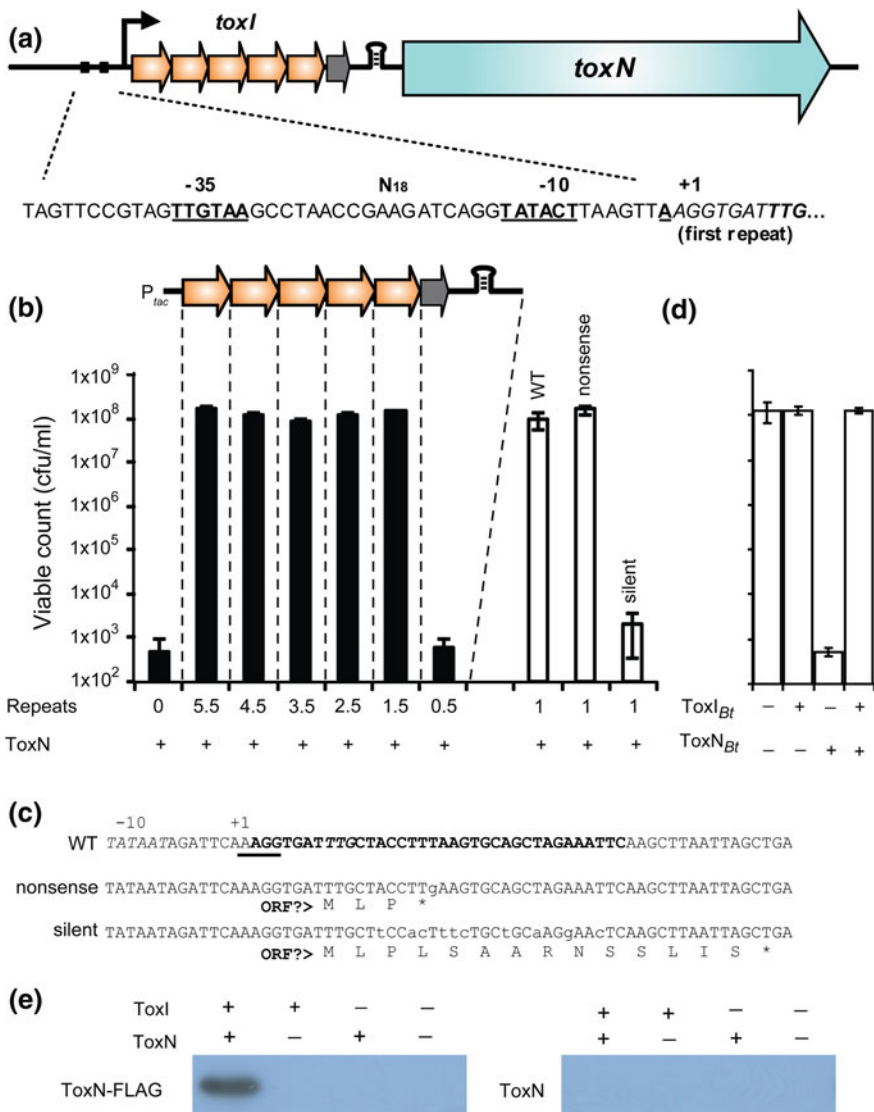 (a)
toxI
toxN
-35 N18 -10 +1
TAGTTCCGTAGTTGTAAGCCTAACCGAAGATCAGGTATACTTAAGTTAAGGTGATTTG...
(first repeat)
(b)
Ptac
(d)
Viable count (cfu/ml)
1x10^9
1x10^8
1x10^7
1x10^6
1x10^5
1x10^4
1x10^3
1x10^2
WT
nonsense
silent
Repeats 0 5.5 4.5 3.5 2.5 1.5 0.5 1 1 1
ToxN + + + + + + + + + +
ToxI_Bt – + – +
ToxN_Bt – – + +
(c)
-10 +1
WT TATAATAGATTCAAAGGTGATTTGCTACCTTTAAGTGCAGCTAGAAATTCAAGCTTAATTAGCTGA
nonsense TATAATAGATTCAAAGGTGATTTGCTACCTTgAAGTGCAGCTAGAAATTCAAGCTTAATTAGCTGA
ORF?> M L P *
silent TATAATAGATTCAAAGGTGATTTGCTtCCacTttcTGCtGCaAGgAAcTCAAGCTTAATTAGCTGA
ORF?> M L P L S A A R N S S L I S *
(e)
ToxI + + – – + + – –
ToxN + – + – + – + –
ToxN-FLAG
ToxN